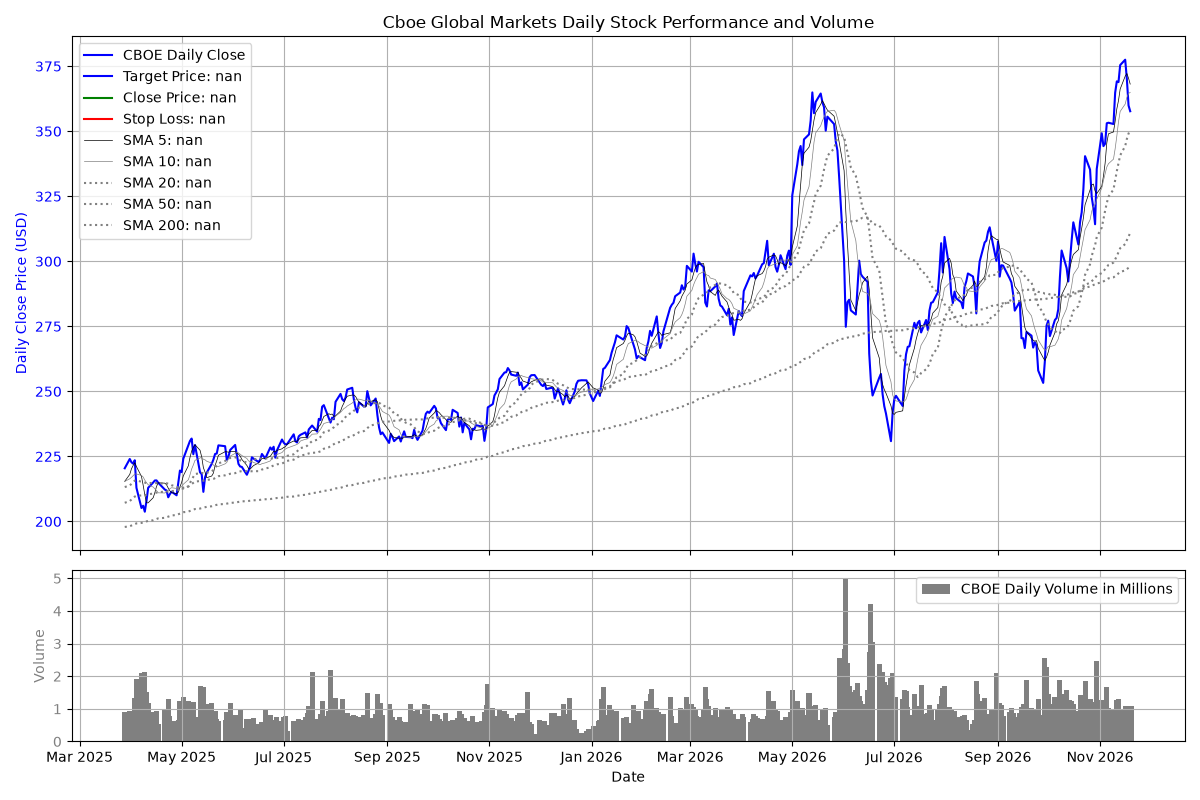 Cboe Global Markets Daily Stock Performance and Volume
CBOE Daily Close
Target Price: nan
Close Price: nan
Stop Loss: nan
SMA 5: nan
SMA 10: nan
SMA 20: nan
SMA 50: nan
SMA 200: nan
Daily Close Price (USD)
375
350
325
300
275
250
225
200
CBOE Daily Volume in Millions
Volume
5
4
3
2
1
0
Mar 2025 May 2025 Jul 2025 Sep 2025 Nov 2025 Jan 2026 Mar 2026 May 2026 Jul 2026 Sep 2026 Nov 2026
Date